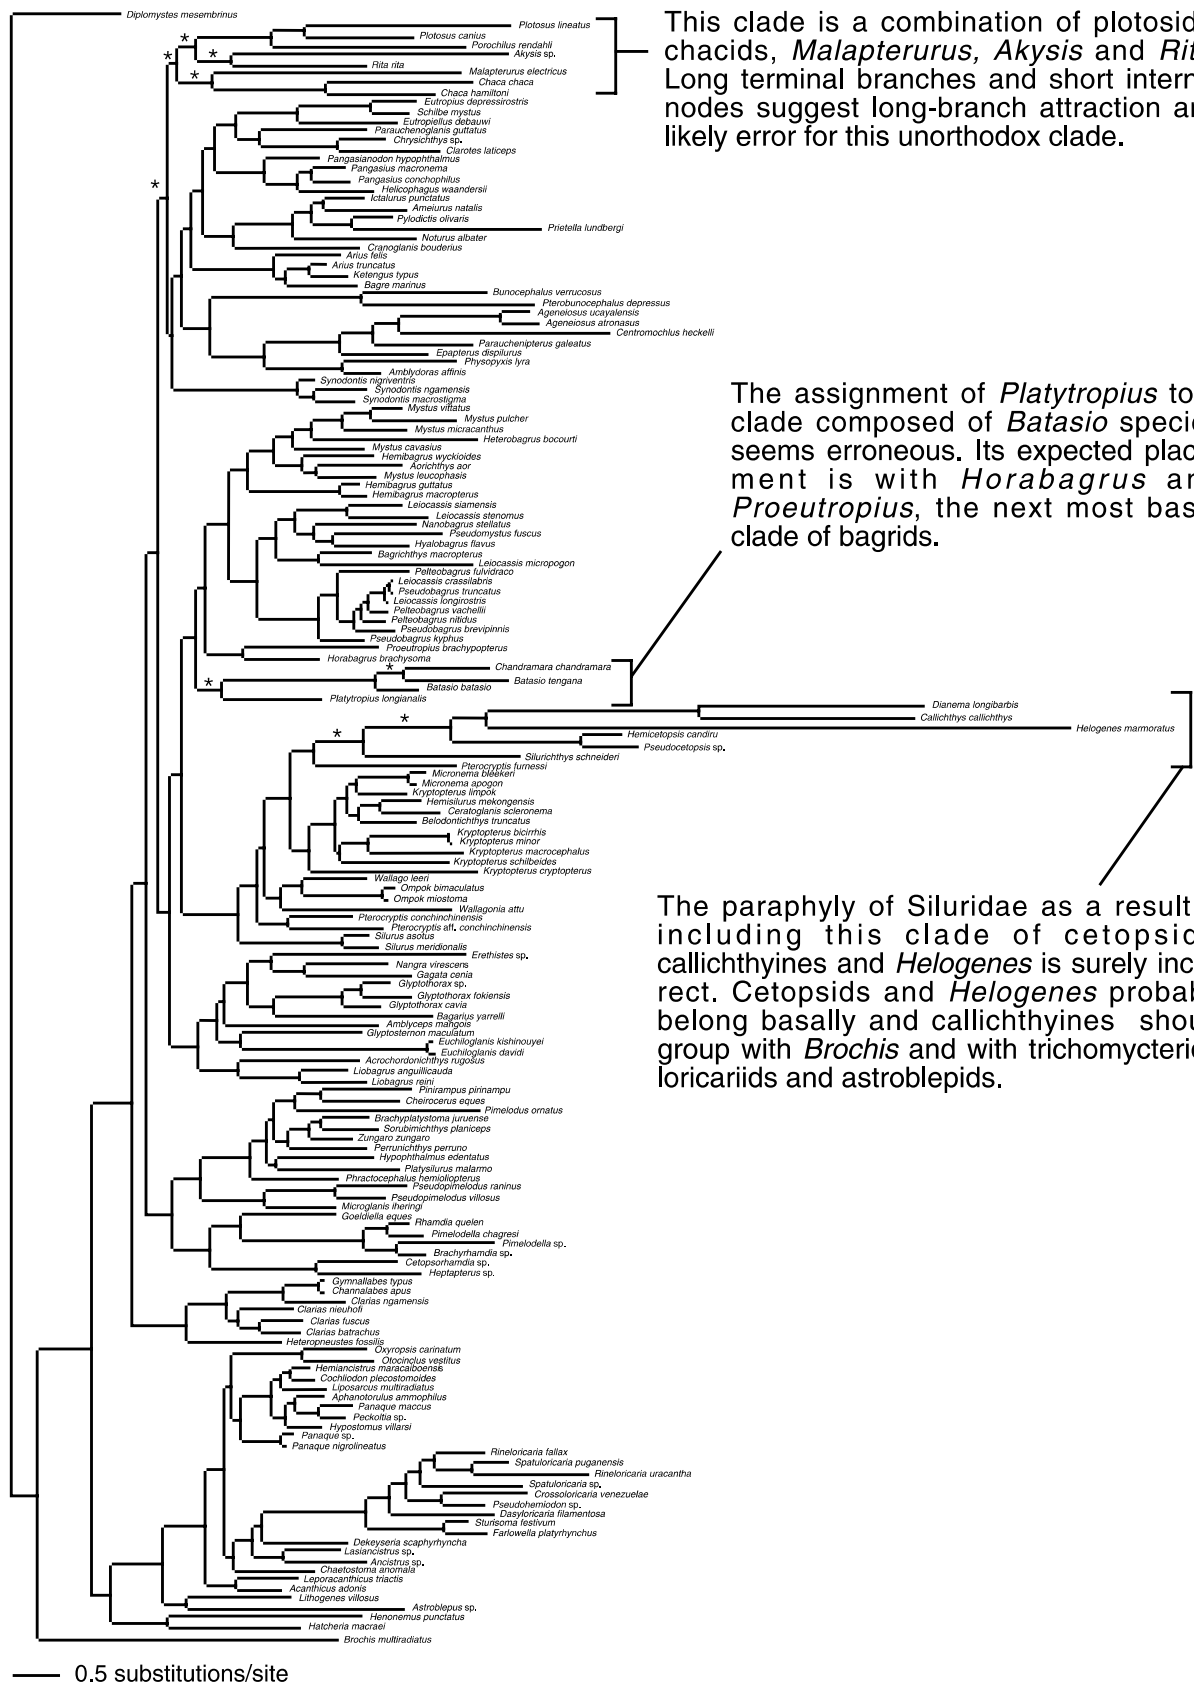 Diplomystes mesembrinus
Plotosus lineatus
Plotosus canius
Porochilus rendahli
Akysis sp.
Rita rita
Malapterurus electricus
Chaca chaca
Chaca hamiltoni
This clade is a combination of plotosid
chacids, Malapterurus, Akysis and Rit
Long terminal branches and short intern
nodes suggest long-branch attraction an
likely error for this unorthodox clade.
Eutropius depressirostris
Schilbe mystus
Eutropiellus debauwi
Parauchenoglanis guttatus
Chrysichthys sp.
Clarotes laticeps
Pangasianodon hypophthalmus
Pangasius macronema
Pangasius conchophilus
Helicophagus waandersii
Ictalurus punctatus
Ameiurus natalis
Pylodictis olivaris
Prietella lundbergi
Noturus albater
Cranoglanis bouderius
Arius felis
Arius truncatus
Ketengus typus
Bagre marinus
Bunocephalus verrucosus
Pterobunocephalus depressus
Ageneiosus ucayalensis
Ageneiosus atronasus
Centromochlus heckelli
Parauchenipterus galeatus
Epapterus dispilurus
Physopyxis lyra
Amblydoras affinis
Synodontis nigriventris
Synodontis ngamensis
Synodontis macrostigma
The assignment of Platytropius to
clade composed of Batasio speci
seems erroneous. Its expected plac
ment is with Horabagrus an
Proeutropius, the next most bas
clade of bagrids.
Mystus vittatus
Mystus pulcher
Mystus micracanthus
Heterobagrus bocourti
Mystus cavasius
Hemibagrus wyckioides
Aorichthys aor
Mystus leucophasis
Hemibagrus guttatus
Hemibagrus macropterus
Leiocassis siamensis
Leiocassis stenomus
Nanobagrus stellatus
Pseudomystus fuscus
Hyalobagrus flavus
Bagrichthys macropterus
Leiocassis micropogon
Pelteobagrus fulvidraco
Leiocassis crassilabris
Pseudobagrus truncatus
Leiocassis longirostris
Pelteobagrus vachellii
Pelteobagrus nitidus
Pseudobagrus brevipinnis
Pseudobagrus kyphus
Proeutropius brachypopterus
Horabagrus brachysoma
Chandramara chandramara
Batasio tengana
Batasio batasio
Platytropius longianalis
Dianema longibarbis
Callichthys callichthys
Helogenes marmoratus
Hemicetopsis candiru
Pseudocetopsis sp.
Silurichthys schneideri
Pterocryptis furnessi
Micronema bleekeri
Micronema apogon
Kryptopterus limpok
Hemisilurus mekongensis
Ceratoglanis scleronema
Belodontichthys truncatus
Kryptopterus bicirrhis
Kryptopterus minor
Kryptopterus macrocephalus
Kryptopterus schilbeides
Kryptopterus cryptopterus
Wallago leeri
Ompok bimaculatus
Ompok miostoma
Wallagonia attu
Pterocryptis conchinchinensis
Pterocryptis aff. conchinchinensis
Silurus asotus
Silurus meridionalis
The paraphyly of Siluridae as a result
including this clade of cetopsid
callichthyines and Helogenes is surely inc
rect. Cetopsids and Helogenes probab
belong basally and callichthyines shou
group with Brochis and with trichomycteri
loricariids and astroblepids.
Erethistes sp.
Nangra virescens
Gagata cenia
Glyptothorax sp.
Glyptothorax fokiensis
Glyptothorax cavia
Bagarius yarrelli
Amblyceps mangois
Glyptosternon maculatum
Euchiloglanis kishinouyei
Euchiloglanis davidi
Acrochordonichthys rugosus
Liobagrus anguillicauda
Liobagrus reini
Pinirampus pirinampu
Cheirocerus eques
Pimelodus ornatus
Brachyplatystoma juruense
Sorubimichthys planiceps
Zungaro zungaro
Perrunichthys perruno
Hypophthalmus edentatus
Platysilurus malarmo
Phractocephalus hemioliopterus
Pseudopimelodus raninus
Pseudopimelodus villosus
Microglanis iheringi
Goeldiella eques
Rhamdia quelen
Pimelodella chagresi
Pimelodella sp.
Brachyrhamdia sp.
Cetopsorhamdia sp.
Heptapterus sp.
Gymnallabes typus
Channalabes apus
Clarias ngamensis
Clarias nieuhofi
Clarias fuscus
Clarias batrachus
Heteropneustes fossilis
Oxyropsis carinatum
Otocinclus vestitus
Hemiancistrus maracaiboensis
Cochliodon plecostomoides
Liposarcus multiradiatus
Aphanotorulus ammophilus
Panaque maccus
Peckoltia sp.
Hypostomus villarsi
Panaque sp.
Panaque nigrolineatus
Rineloricaria fallax
Spatuloricaria puganensis
Rineloricaria uracantha
Spatuloricaria sp.
Crossoloricaria venezuelae
Pseudohemiodon sp.
Dasyloricaria filamentosa
Sturisoma festivum
Farlowella platyrhynchus
Dekeyseria scaphyrhyncha
Lasiancistrus sp.
Ancistrus sp.
Chaetostoma anomala
Leporacanthicus triactis
Acanthicus adonis
Lithogenes villosus
Astroblepus sp.
Henonemus punctatus
Hatcheria macraei
Brochis multiradiatus
0.5 substitutions/site